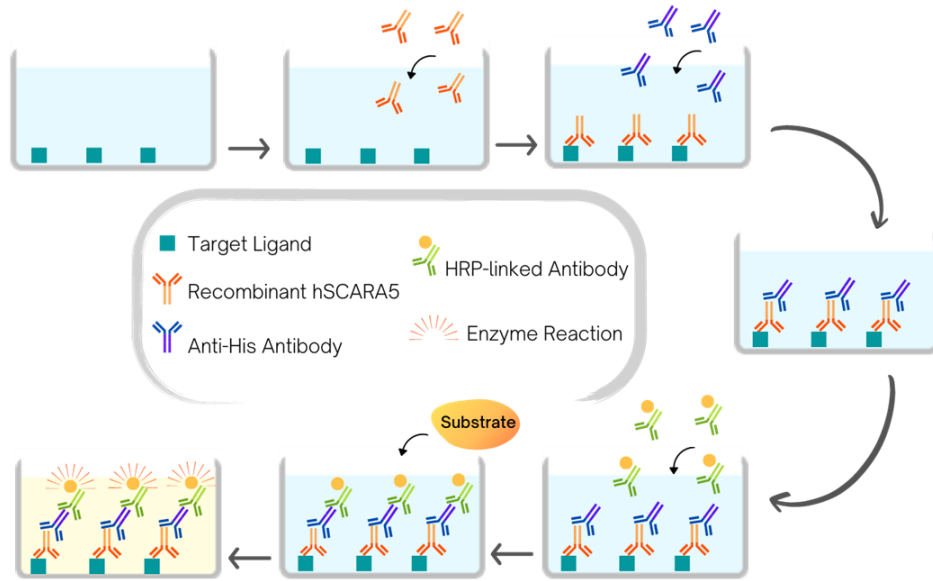 Target Ligand
HRP-linked Antibody
Recombinant hSCARA5
Anti-His Antibody
Enzyme Reaction
Substrate